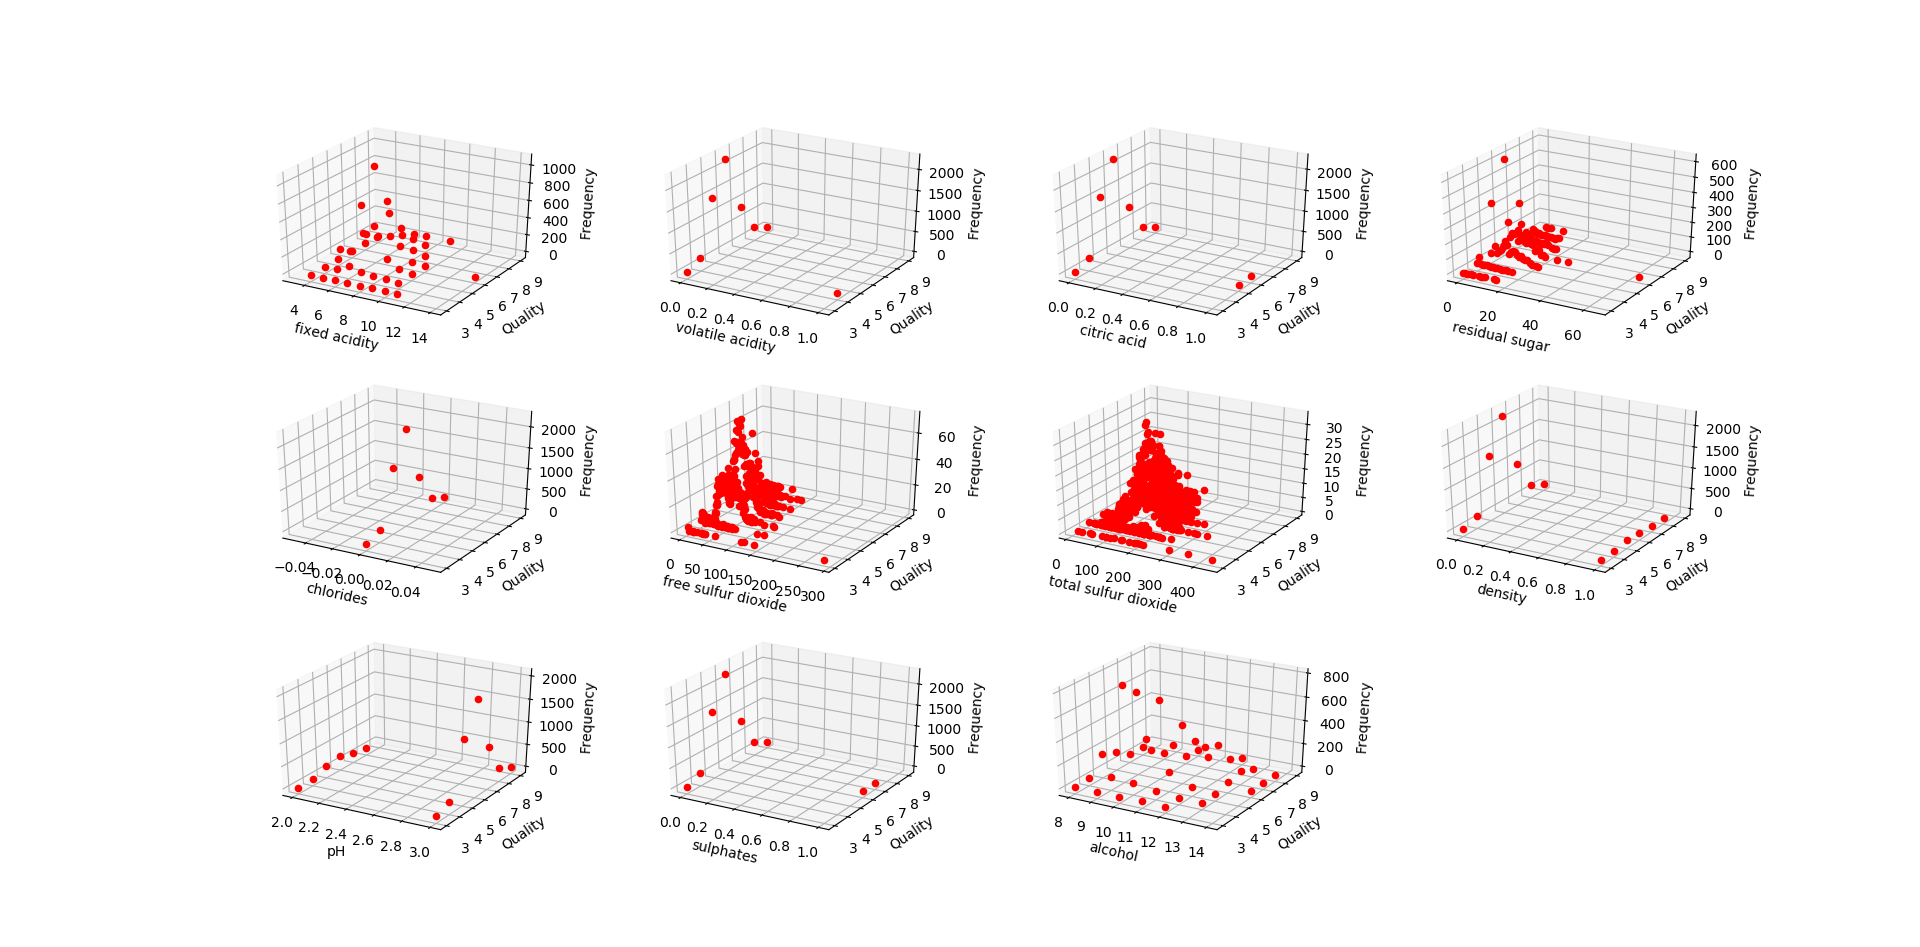 1000
800
600
400
200
0
Frequency
4 6 8 10 12 14
fixed acidity
3 4 5 6 7 8 9
Quality
2000
1500
1000
500
0
Frequency
0.0 0.2 0.4 0.6 0.8 1.0
volatile acidity
3 4 5 6 7 8 9
Quality
2000
1500
1000
500
0
Frequency
0.0 0.2 0.4 0.6 0.8 1.0
citric acid
3 4 5 6 7 8 9
Quality
600
500
400
300
200
100
0
Frequency
0 20 40 60
residual sugar
3 4 5 6 7 8 9
Quality
2000
1500
1000
500
0
Frequency
−0.04 −0.02 0.00 0.02 0.04
chlorides
3 4 5 6 7 8 9
Quality
60
40
20
0
Frequency
0 50 100 150 200 250 300
free sulfur dioxide
3 4 5 6 7 8 9
Quality
30
25
20
15
10
5
0
Frequency
0 100 200 300 400
total sulfur dioxide
3 4 5 6 7 8 9
Quality
2000
1500
1000
500
0
Frequency
0.0 0.2 0.4 0.6 0.8 1.0
density
3 4 5 6 7 8 9
Quality
2000
1500
1000
500
0
Frequency
2.0 2.2 2.4 2.6 2.8 3.0
pH
3 4 5 6 7 8 9
Quality
2000
1500
1000
500
0
Frequency
0.0 0.2 0.4 0.6 0.8 1.0
sulphates
3 4 5 6 7 8 9
Quality
800
600
400
200
0
Frequency
8 9 10 11 12 13 14
alcohol
3 4 5 6 7 8 9
Quality